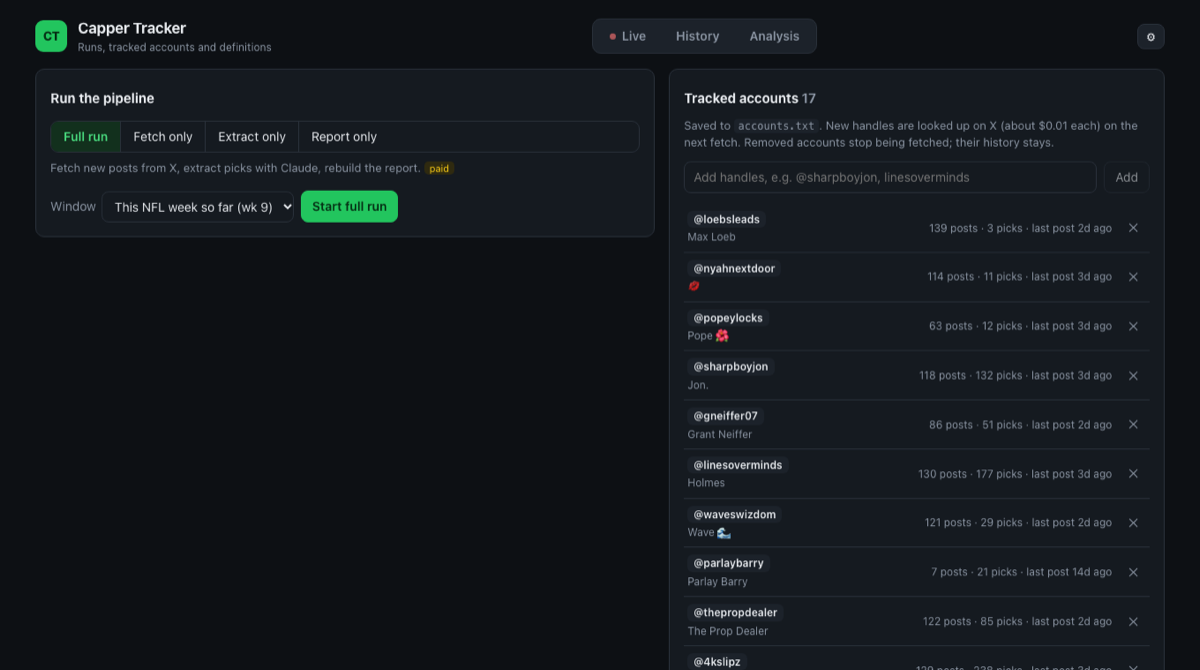 CT
Capper Tracker
Runs, tracked accounts and definitions
Live History Analysis
Run the pipeline
Full run Fetch only Extract only Report only
Fetch new posts from X, extract picks with Claude, rebuild the report. paid
Window This NFL week so far (wk 9) Start full run
Tracked accounts 17
Saved to accounts.txt. New handles are looked up on X (about $0.01 each) on the
next fetch. Removed accounts stop being fetched; their history stays.
Add handles, e.g. @sharpboyjon, linesoverminds Add
@loebsleads
Max Loeb
139 posts · 3 picks · last post 2d ago
@nyahnextdoor
💋
114 posts · 11 picks · last post 3d ago
@popeylocks
Pope 🌺
63 posts · 12 picks · last post 3d ago
@sharpboyjon
Jon.
118 posts · 132 picks · last post 3d ago
@gneiffer07
Grant Neiffer
86 posts · 51 picks · last post 2d ago
@linesoverminds
Holmes
130 posts · 177 picks · last post 3d ago
@waveswizdom
Wave 🌊
121 posts · 29 picks · last post 2d ago
@parlaybarry
Parlay Barry
7 posts · 21 picks · last post 14d ago
@thepropdealer
The Prop Dealer
122 posts · 85 picks · last post 2d ago
@4kslipz